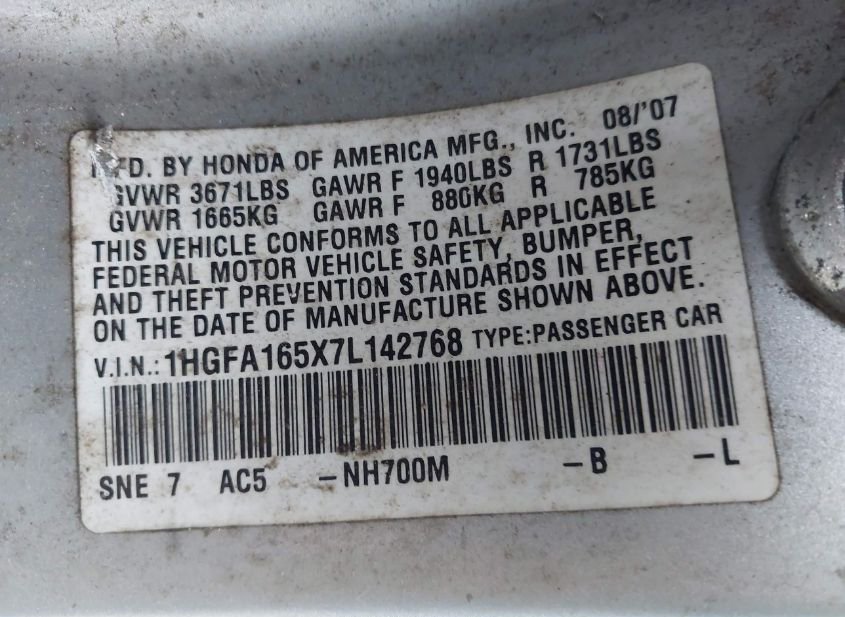 MFD. BY HONDA OF AMERICA MFG., INC. 08/'07
GVWR 3671LBS GAWR F 1940LBS R 1731LBS
GVWR 1665KG GAWR F 880KG R 785KG
THIS VEHICLE CONFORMS TO ALL APPLICABLE
FEDERAL MOTOR VEHICLE SAFETY, BUMPER,
AND THEFT PREVENTION STANDARDS IN EFFECT
ON THE DATE OF MANUFACTURE SHOWN ABOVE.
V.I.N.: 1HGFA165X7L142768 TYPE:PASSENGER CAR
SNE 7 AC5 -NH700M -B -L